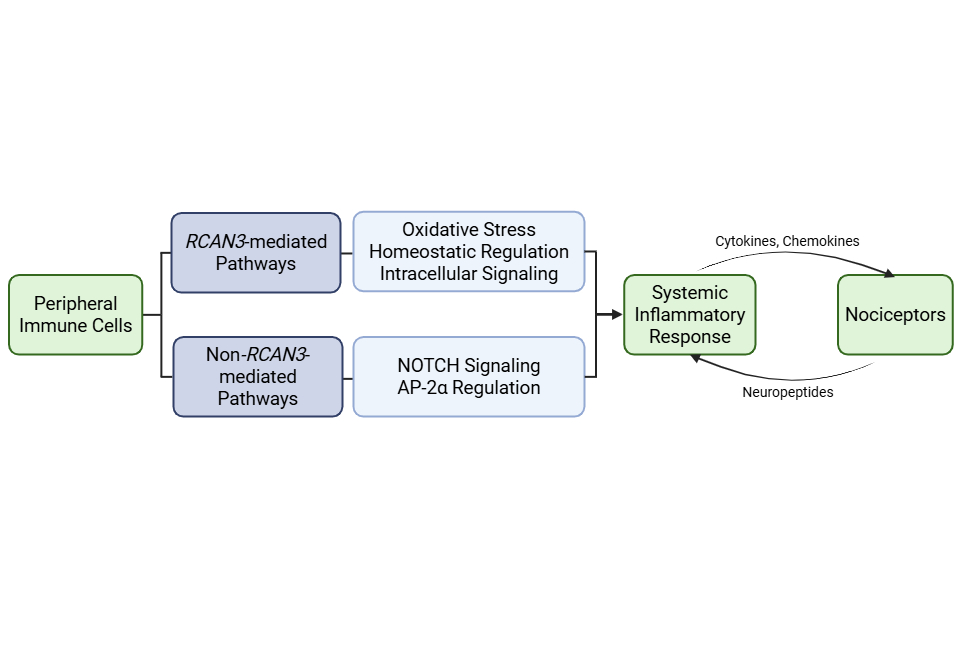 Peripheral
Immune Cells
RCAN3-mediated
Pathways
Oxidative Stress
Homeostatic Regulation
Intracellular Signaling
Non-RCAN3-
mediated
Pathways
NOTCH Signaling
AP-2α Regulation
Systemic
Inflammatory
Response
Cytokines, Chemokines
Nociceptors
Neuropeptides